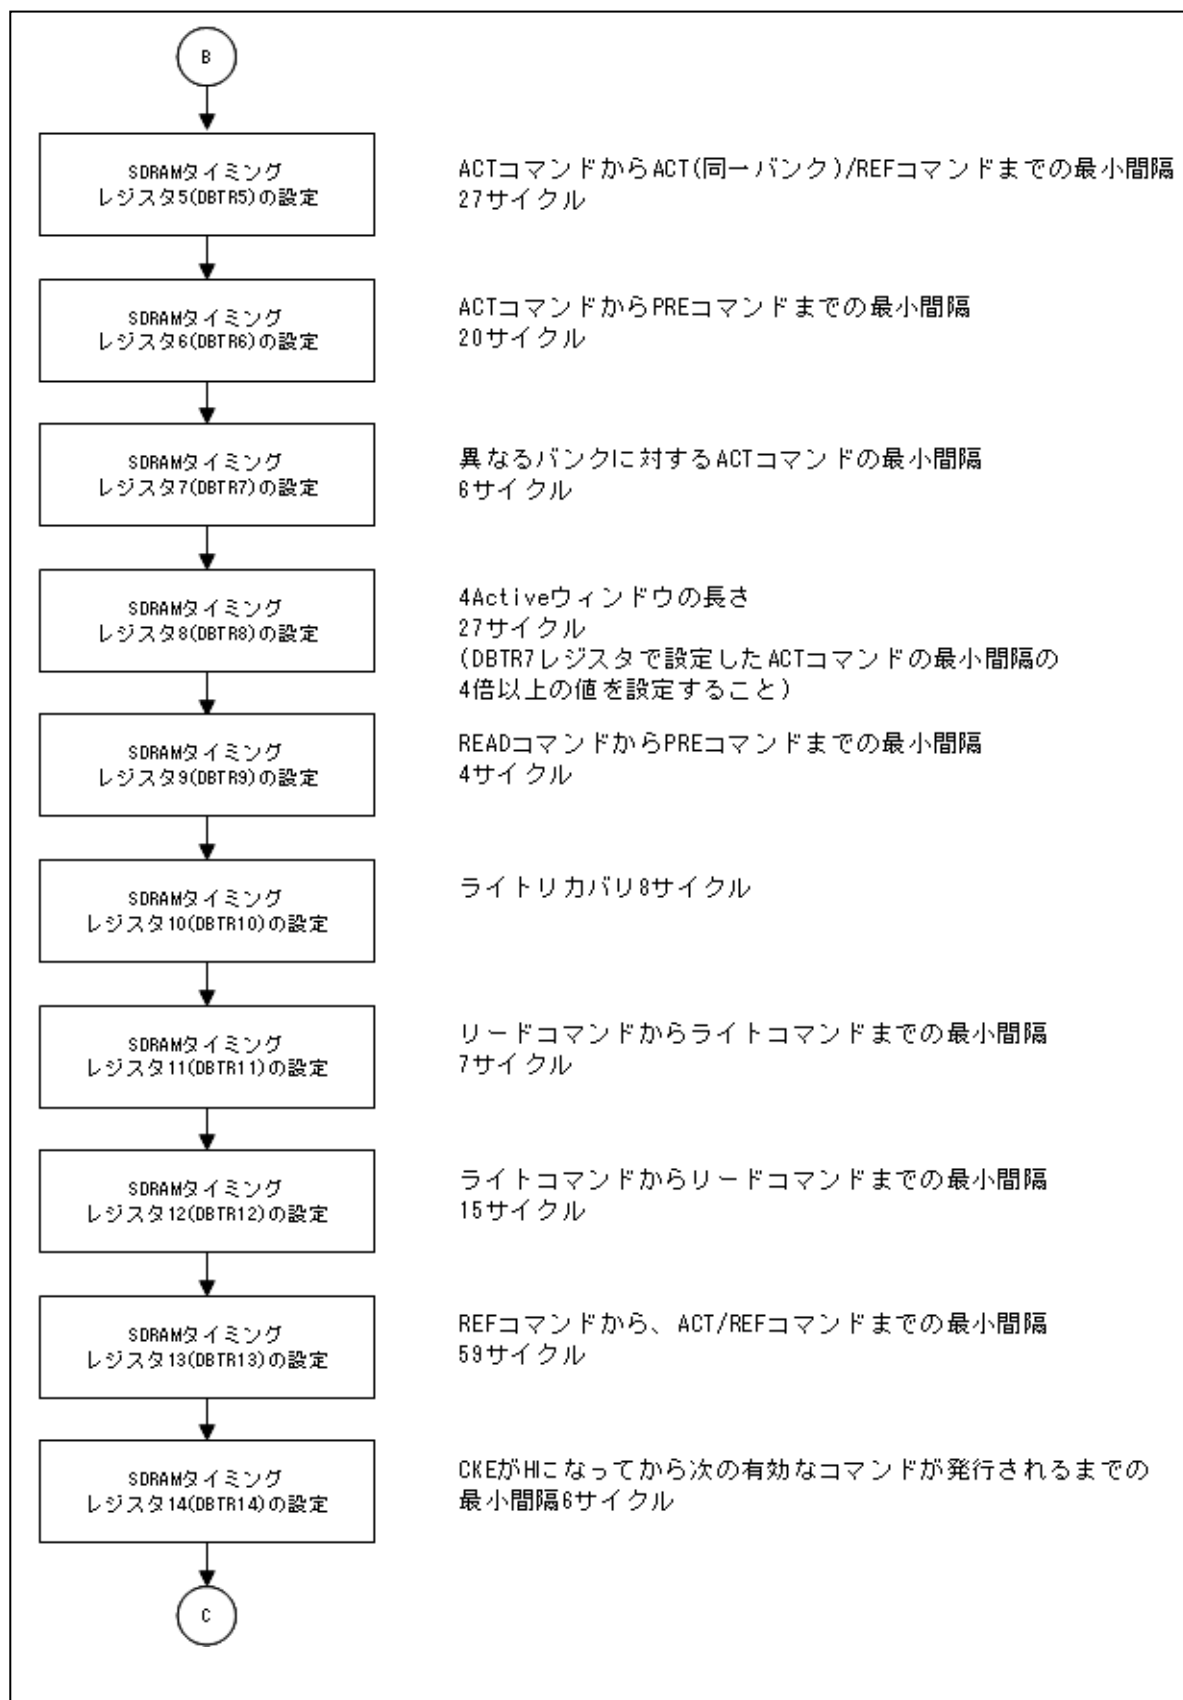 B
SDRAMタイミング
レジスタ5(DBTR5)の設定
ACTコマンドからACT(同一バンク)/REFコマンドまでの最小間隔
27サイクル
SDRAMタイミング
レジスタ6(DBTR6)の設定
ACTコマンドからPREコマンドまでの最小間隔
20サイクル
SDRAMタイミング
レジスタ7(DBTR7)の設定
異なるバンクに対するACTコマンドの最小間隔
6サイクル
SDRAMタイミング
レジスタ8(DBTR8)の設定
4Activeウィンドウの長さ
27サイクル
(DBTR7レジスタで設定したACTコマンドの最小間隔の
4倍以上の値を設定すること)
SDRAMタイミング
レジスタ9(DBTR9)の設定
READコマンドからPREコマンドまでの最小間隔
4サイクル
SDRAMタイミング
レジスタ10(DBTR10)の設定
ライトリカバリ8サイクル
SDRAMタイミング
レジスタ11(DBTR11)の設定
リードコマンドからライトコマンドまでの最小間隔
7サイクル
SDRAMタイミング
レジスタ12(DBTR12)の設定
ライトコマンドからリードコマンドまでの最小間隔
15サイクル
SDRAMタイミング
レジスタ13(DBTR13)の設定
REFコマンドから、ACT/REFコマンドまでの最小間隔
59サイクル
SDRAMタイミング
レジスタ14(DBTR14)の設定
CKEがHIになってから次の有効なコマンドが発行されるまでの
最小間隔6サイクル
C